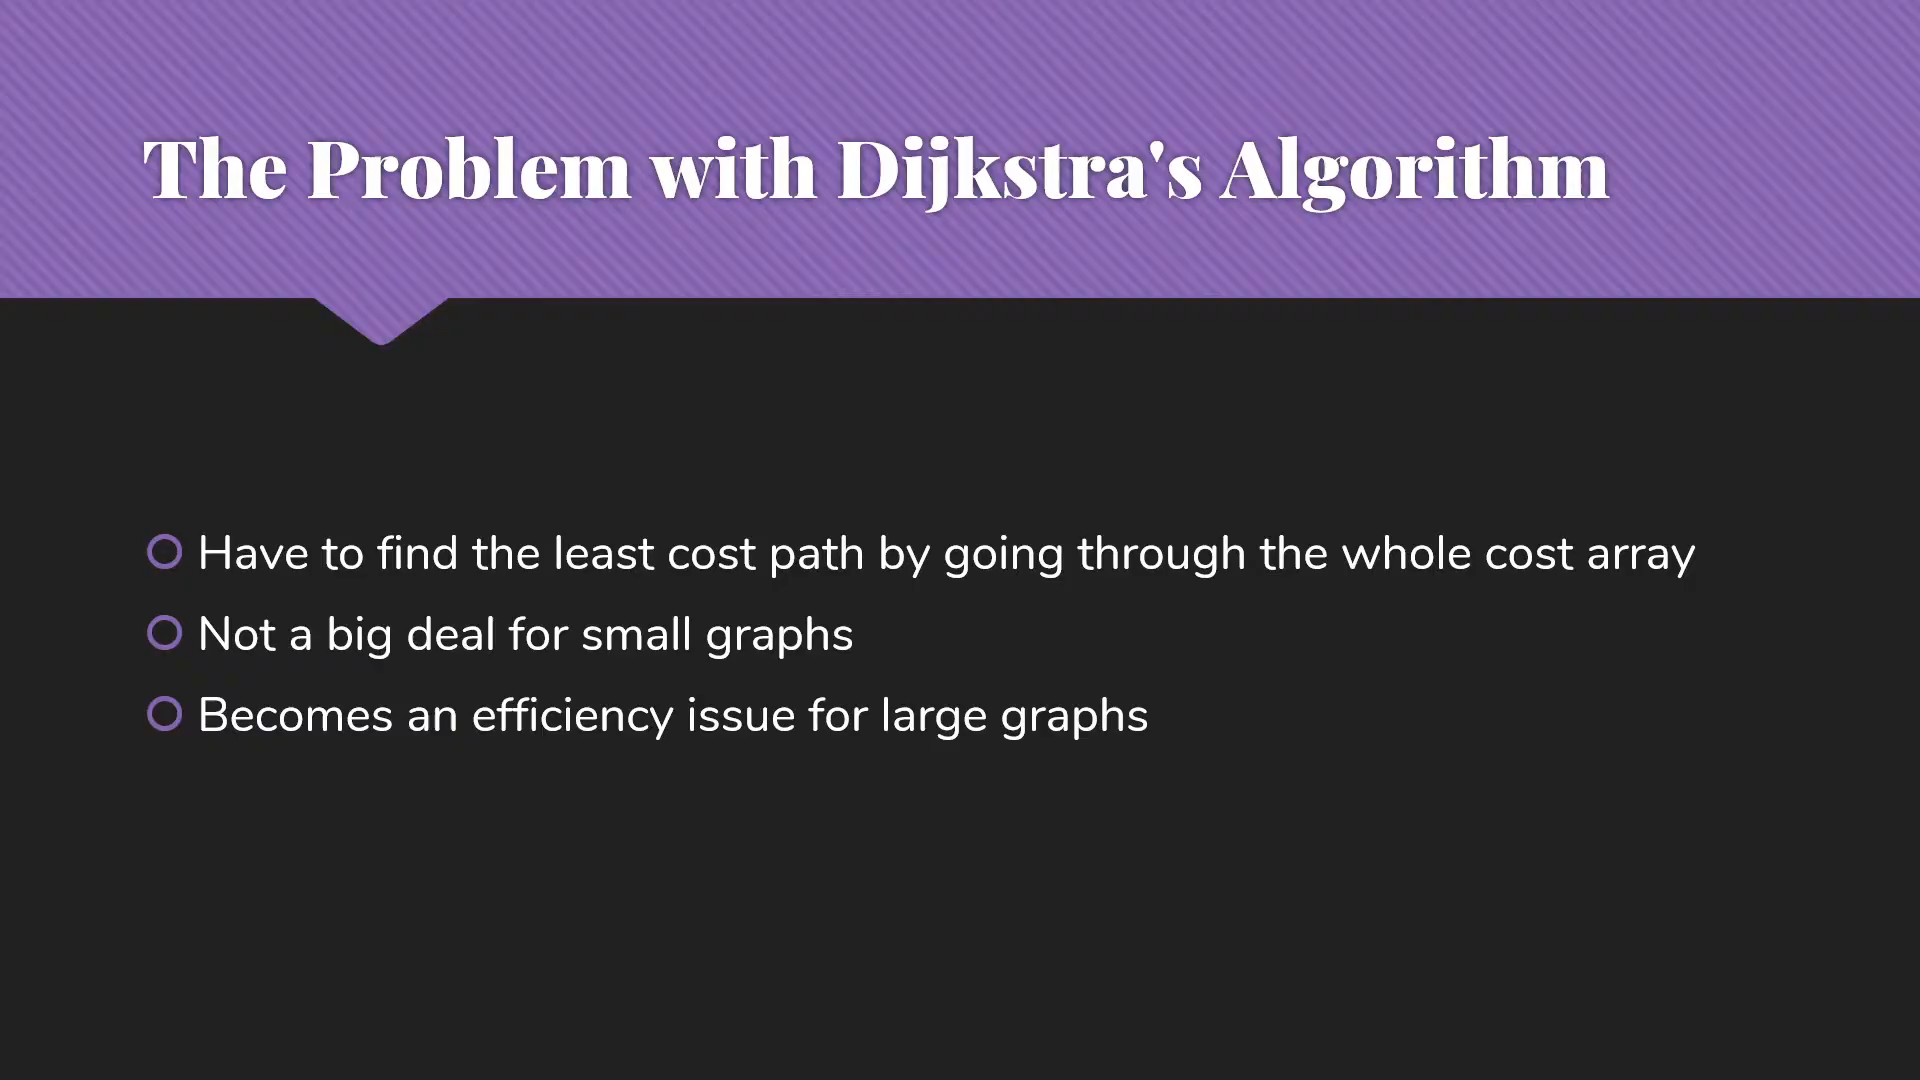 The Problem with Dijkstra's Algorithm
Have to find the least cost path by going through the whole cost array
Not a big deal for small graphs
Becomes an efficiency issue for large graphs